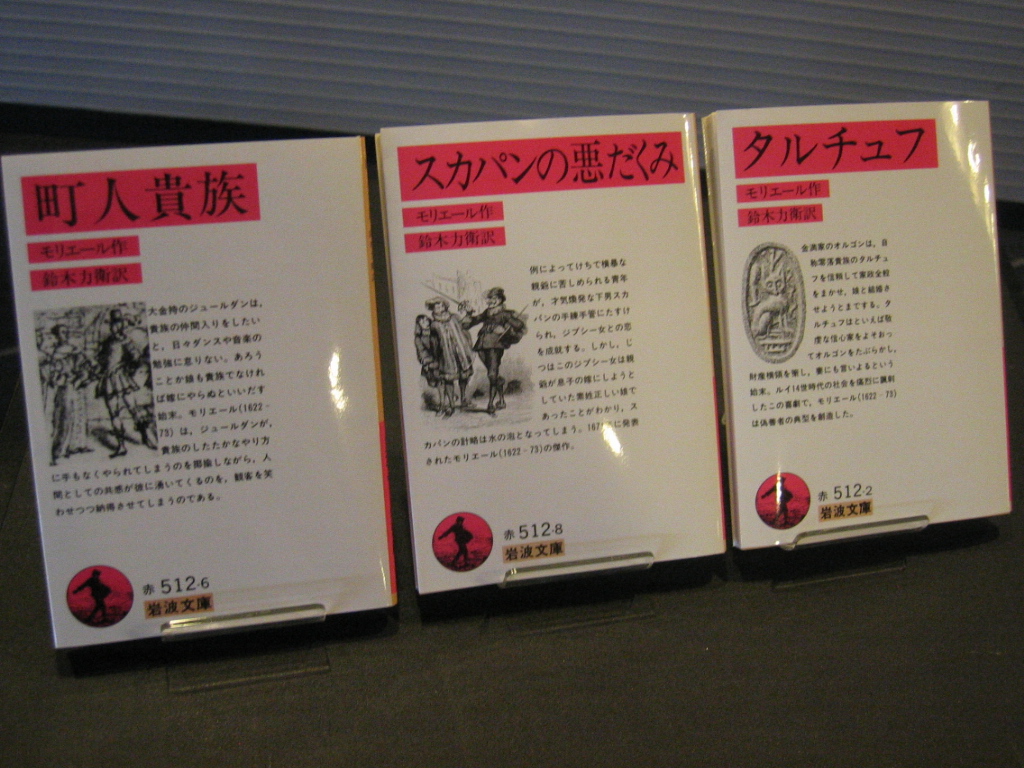 町人貴族
モリエール作
鈴木力衛訳
大金持のジュールダンは,
貴族の仲間入りをしたい
と, 日々ダンスや音楽の
勉強に怠りない. あろう
ことか娘も貴族でなけれ
ば嫁にやらぬといいだす
始末. モリエール(1622‐
73)は, ジュールダンが,
貴族のしたたかなやり方
に手もなくやられてしまうのを揶揄しながら, 人
間としての共感が彼に湧いてくるのを, 観客を笑
わせつつ納得させてしまうのである.
赤 512-6
岩波文庫
スカパンの悪だくみ
モリエール作
鈴木力衛訳
例によってけちで横暴な
親爺に苦しめられる青年
が, 才気煥発な下男スカ
パンの手練手管にたすけ
られ, ジプシー女との恋
を成就する. しかし, じ
つはこのジプシー女は親
爺が息子の嫁にしようと
していた素姓正しい娘で
あったことがわかり, ス
カパンの計略は水の泡となってしまう. 167 に発表
されたモリエール(1622‐73)の傑作.
赤 512-8
岩波文庫
タルチュフ
モリエール作
鈴木力衛訳
金満家のオルゴンは, 自
称零落貴族のタルチュ
フを信頼して家政全般
をまかせ, 娘と結婚さ
せようとまでする. タ
ルチュフはといえば敬
虔な信心家をよそおっ
てオルゴンをたぶらかし,
財産横領を策し, 妻にも言いよるという
始末. ルイ14世時代の社会を痛烈に諷刺
したこの喜劇で, モリエール(1622‐73)
は偽善者の典型を創造した.
赤 512-2
岩波文庫